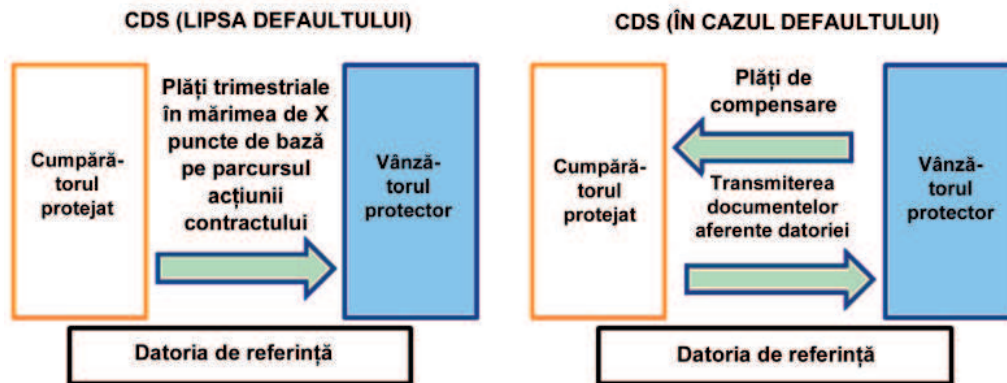 CDS (LIPSA DEFAULTULUI)
Cumpără-
torul
protejat
Plăți trimestriale
în mărimea de X
puncte de bază
pe parcursul
acțiunii
contractului
Vânză-
torul
protector
Datoria de referință
CDS (ÎN CAZUL DEFAULTULUI)
Cumpără-
torul
protejat
Plăți de
compensare
Transmiterea
documentelor
aferente datoriei
Vânză-
torul
protector
Datoria de referință